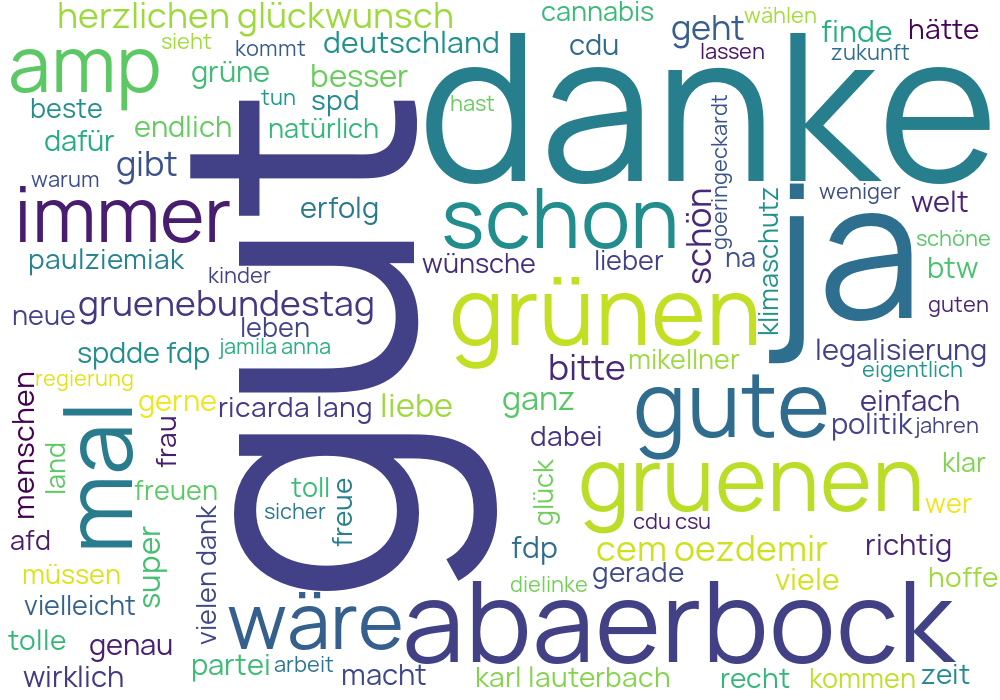 herzlichen glückwunsch
cannabis
wählen
geht
finde
hätte
sieht
kommt
deutschland
cdu
lassen
zukunft
amp
grüne
besser
danke
beste
tun
spd
hast
dafür
endlich
natürlich
gibt
gut
warum
goeringeckardt
weniger
immer
erfolg
schon
schön
klimaschutz
ja
welt
schöne
paulziemiak
kinder
wünsche
lieber
na
btw
neue
gruenebundestag
grünen
guten
leben
spdde fdp
jamila anna
bitte
mikellner
legalisierung
eigentlich
regierung
menschen
mal
gerne
ricarda lang
liebe
ganz
gute
einfach
politik
jahren
land
frau
dabei
freuen
toll
freue
glück
gruenen
klar
sicher
wer
afd
super
vielen dank
cdu csu
fdp
cem oezdemir
richtig
müssen
dielinke
gerade
viele
hoffe
vielleicht
wäre
abaerbock
tolle
genau
wirklich
partei
arbeit
macht
karl lauterbach
recht
kommen
zeit